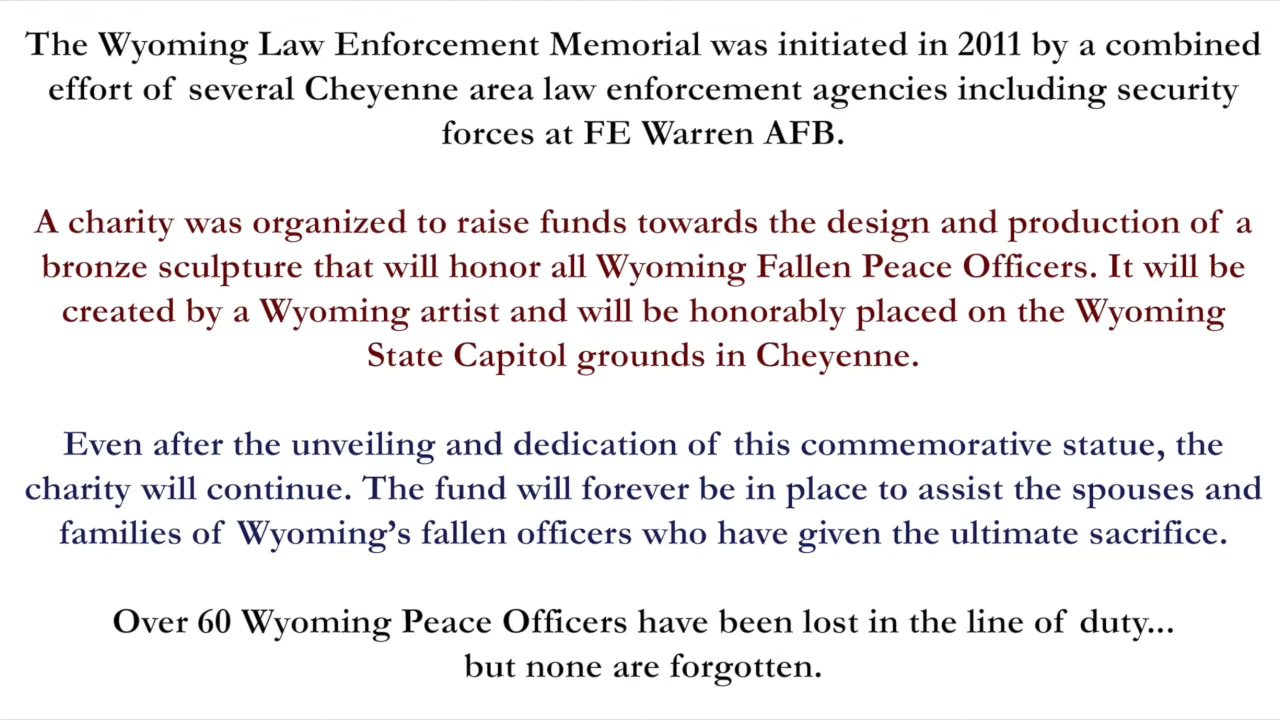 The Wyoming Law Enforcement Memorial was initiated in 2011 by a combined
effort of several Cheyenne area law enforcement agencies including security
forces at FE Warren AFB.
A charity was organized to raise funds towards the design and production of a
bronze sculpture that will honor all Wyoming Fallen Peace Officers. It will be
created by a Wyoming artist and will be honorably placed on the Wyoming
State Capitol grounds in Cheyenne.
Even after the unveiling and dedication of this commemorative statue, the
charity will continue. The fund will forever be in place to assist the spouses and
families of Wyoming’s fallen officers who have given the ultimate sacrifice.
Over 60 Wyoming Peace Officers have been lost in the line of duty...
but none are forgotten.